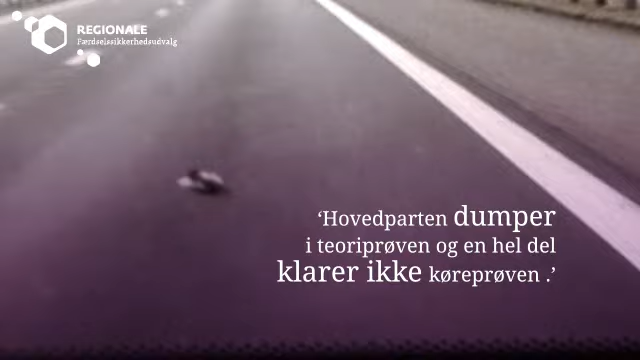 REGIONALE
Færdselssikkerhedsudvalg
‘Hovedparten dumper
i teoriprøven og en hel del
klarer ikke køreprøven .’